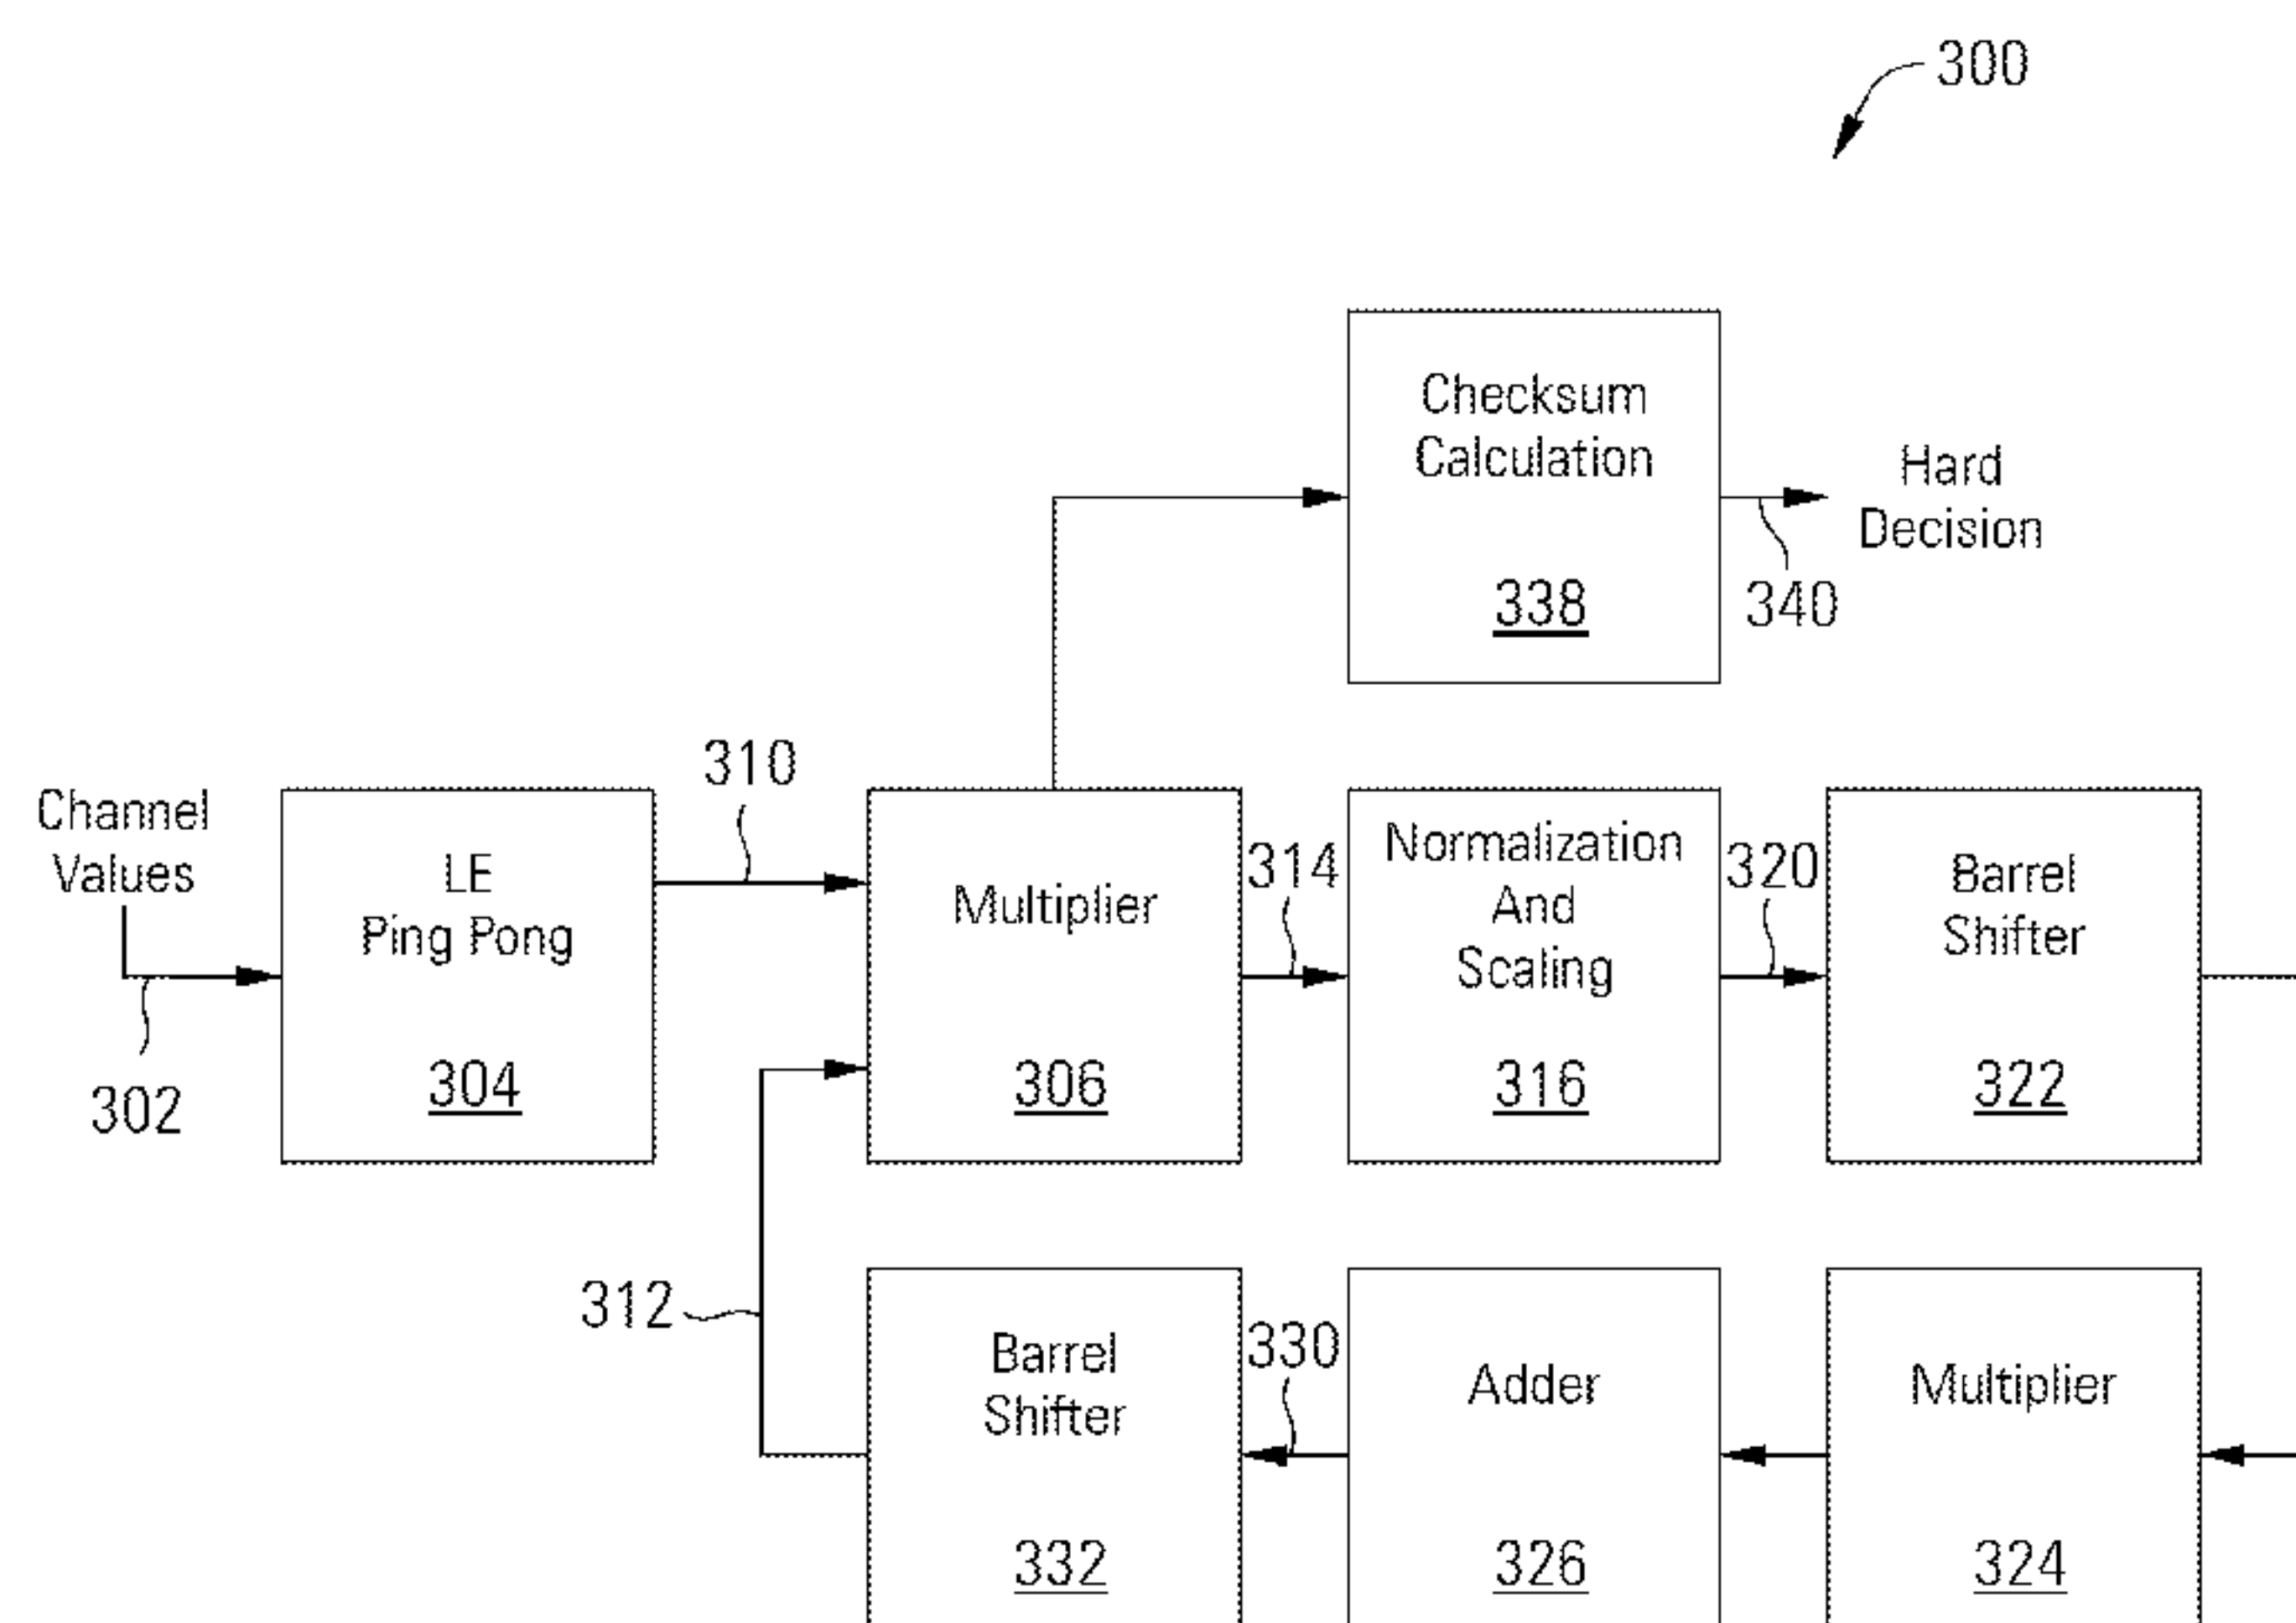 300
Checksum
Calculation
338
Hard
Decision
340
Channel
Values
302
LE
Ping Pong
304
310
Multiplier
306
314
Normalization
And
Scaling
316
320
Barrel
Shifter
322
312
Barrel
Shifter
332
330
Adder
326
Multiplier
324